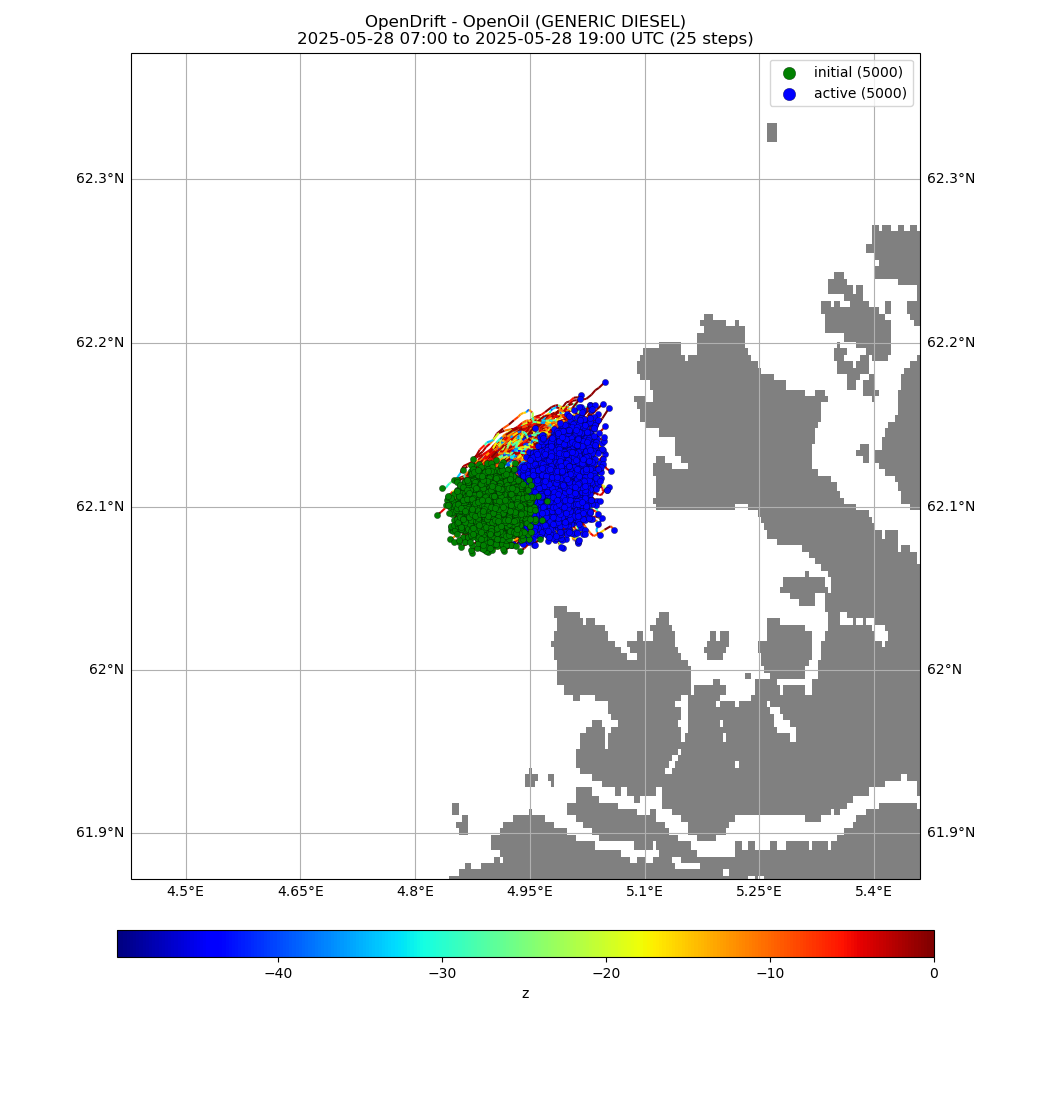 OpenDrift - OpenOil (GENERIC DIESEL)
2025-05-28 07:00 to 2025-05-28 19:00 UTC (25 steps)
initial (5000)
active (5000)
62.3°N 62.3°N
62.2°N 62.2°N
62.1°N 62.1°N
62°N 62°N
61.9°N 61.9°N
4.5°E 4.65°E 4.8°E 4.95°E 5.1°E 5.25°E 5.4°E
−40 −30 −20 −10 0
z